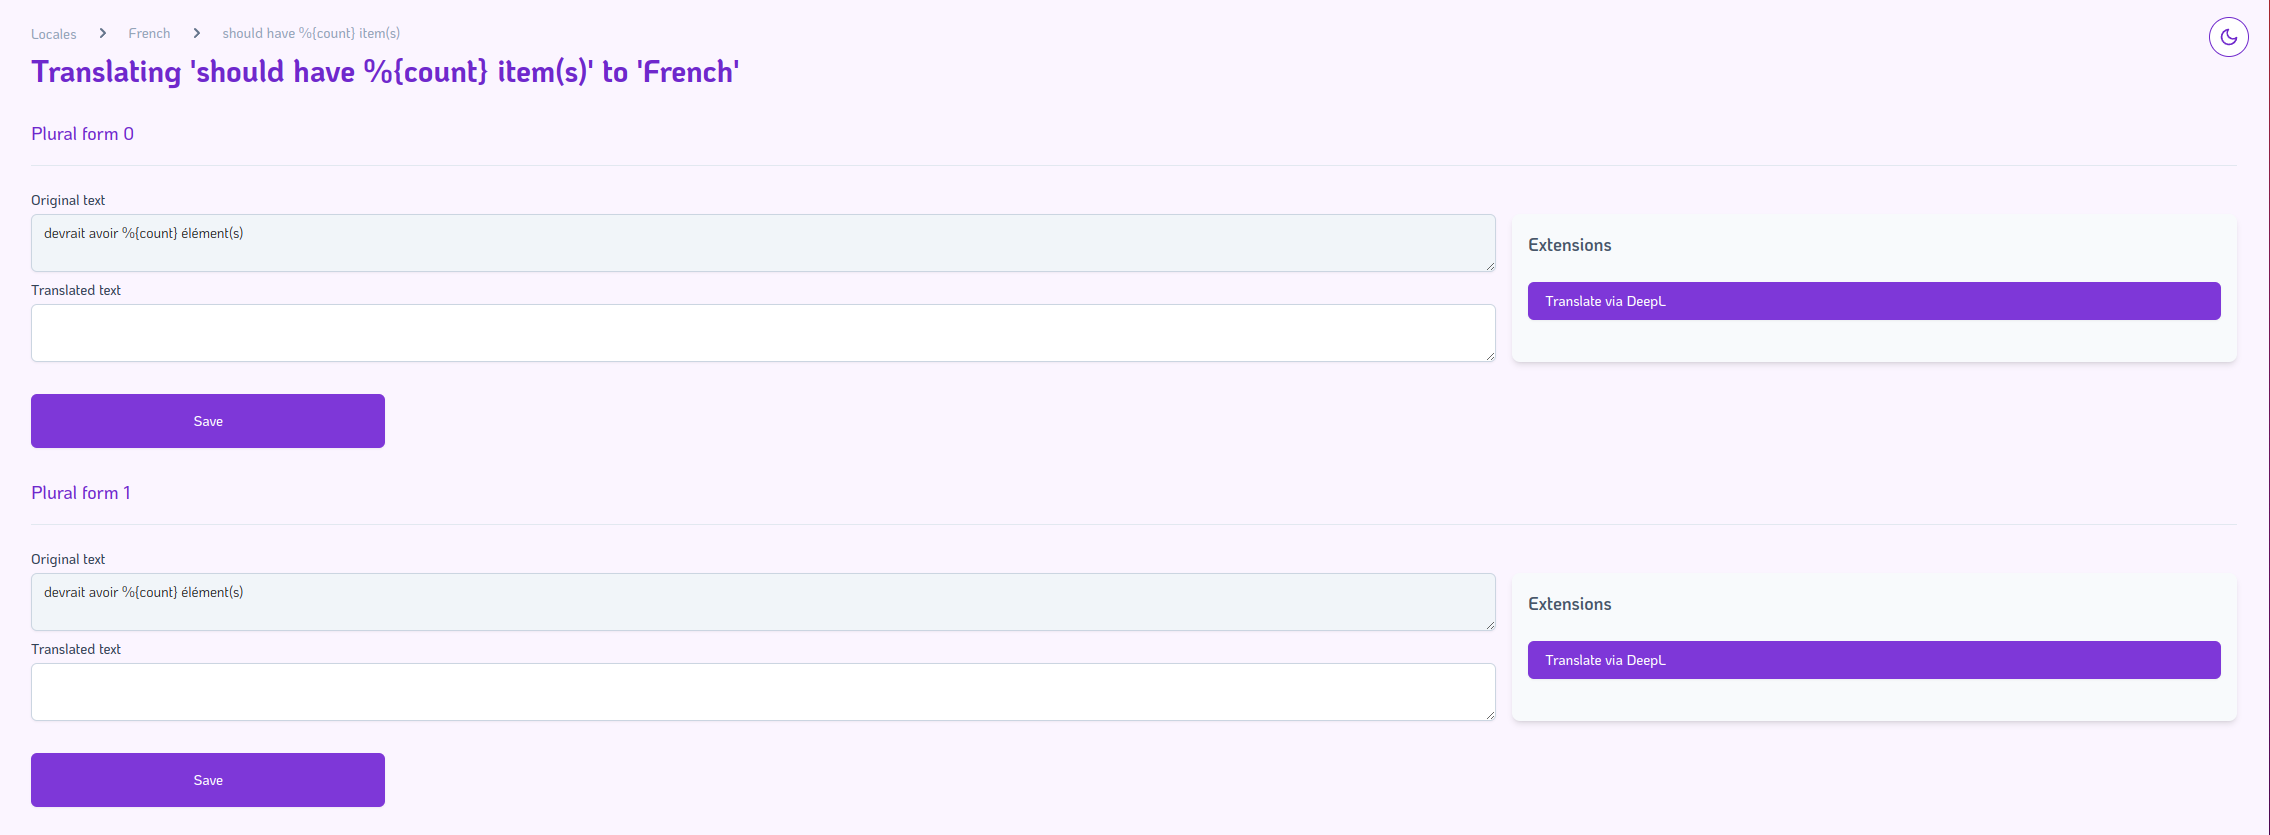 Locales > French > should have %{count} item(s)
Translating 'should have %{count} item(s)' to 'French'
Plural form 0
Original text
devrait avoir %{count} élément(s)
Translated text
Extensions
Translate via DeepL
Save
Plural form 1
Original text
devrait avoir %{count} élément(s)
Translated text
Extensions
Translate via DeepL
Save